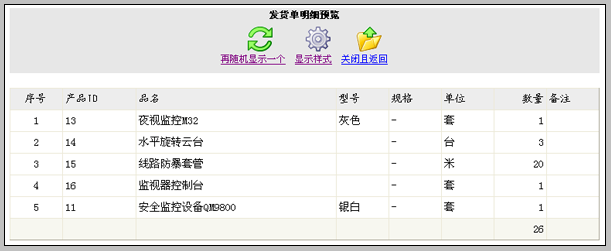 发货单明细预览
再随机显示一个 显示样式 关闭且返回
序号 产品ID 品名 型号 规格 单位 数量 备注
1 13 夜视监控M32 灰色 - 套 1
2 14 水平旋转云台 - 台 3
3 15 线路防暴套管 - 米 20
4 16 监视器控制台 - 套 1
5 11 安全监控设备QM9800 银白 - 套 1
26